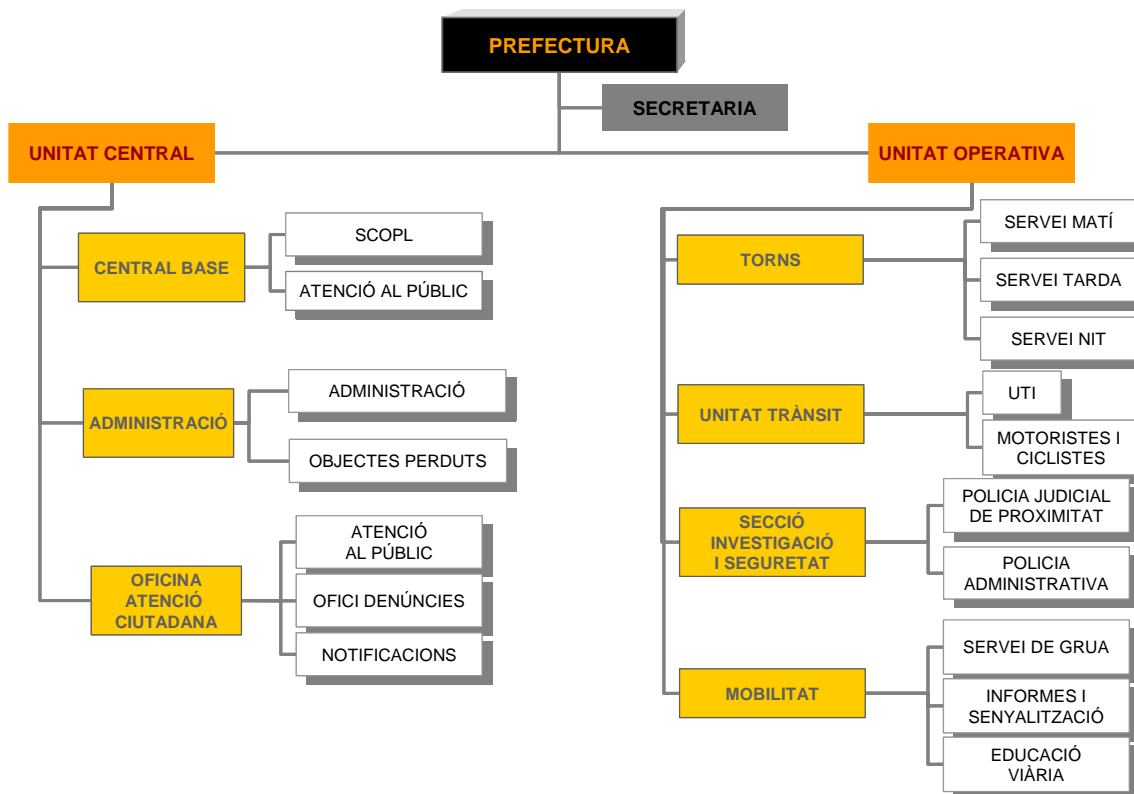 PREFECTURA
SECRETARIA
UNITAT CENTRAL
CENTRAL BASE
SCOPL
ATENCIÓ AL PÚBLIC
ADMINISTRACIÓ
ADMINISTRACIÓ
OBJECTES PERDUTS
OFICINA
ATENCIÓ
CIUTADANA
ATENCIÓ
AL PÚBLIC
OFICI DENÚNCIES
NOTIFICACIONS
UNITAT OPERATIVA
TORNS
SERVEI MATÍ
SERVEI TARDA
SERVEI NIT
UNITAT TRÀNSIT
UTI
MOTORISTES I
CICLISTES
SECCIÓ
INVESTIGACIÓ
I SEGURETAT
POLICIA JUDICIAL
DE PROXIMITAT
POLICIA
ADMINISTRATIVA
MOBILITAT
SERVEI DE GRUA
INFORMES I
SENYALITZACIÓ
EDUCACIÓ
VIÀRIA